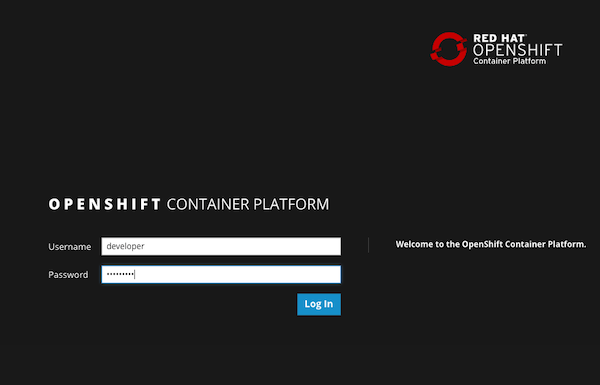 RED HAT
OPENSHIFT
Container Platform
OPENSHIFT CONTAINER PLATFORM
Username developer
Welcome to the OpenShift Container Platform.
Password •••••••••
Log In